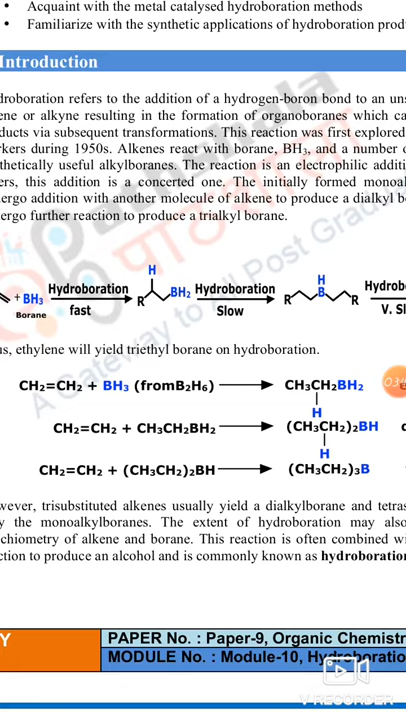 • Acquaint with the metal catalysed hydroboration methods
• Familiarize with the synthetic applications of hydroboration prod
Introduction
droboration refers to the addition of a hydrogen-boron bond to an uns
ene or alkyne resulting in the formation of organoboranes which ca
ducts via subsequent transformations. This reaction was first explored
rkers during 1950s. Alkenes react with borane, BH3, and a number o
thetically useful alkylboranes. The reaction is an electrophilic additi
ers, this addition is a concerted one. The initially formed monoal
dergo addition with another molecule of alkene to produce a dialkyl b
dergo further reaction to produce a trialkyl borane.
H H
+ BH3 Hydroboration R BH2 Hydroboration R B R Hydrob
Borane fast Slow V. Sl
us, ethylene will yield triethyl borane on hydroboration.
CH2=CH2 + BH3 (fromB2H6) CH3CH2BH2
H
CH2=CH2 + CH3CH2BH2 (CH3CH2)2BH
H
CH2=CH2 + (CH3CH2)2BH (CH3CH2)3B
wever, trisubstituted alkenes usually yield a dialkylborane and tetras
y the monoalkylboranes. The extent of hydroboration may also
chiometry of alkene and borane. This reaction is often combined wi
ction to produce an alcohol and is commonly known as hydroboration
Y
PAPER No. : Paper-9, Organic Chemistr
MODULE No. : Module-10, Hydroboratio
V RECORDER
A Gateway to All Post Gradu
पाठशाला